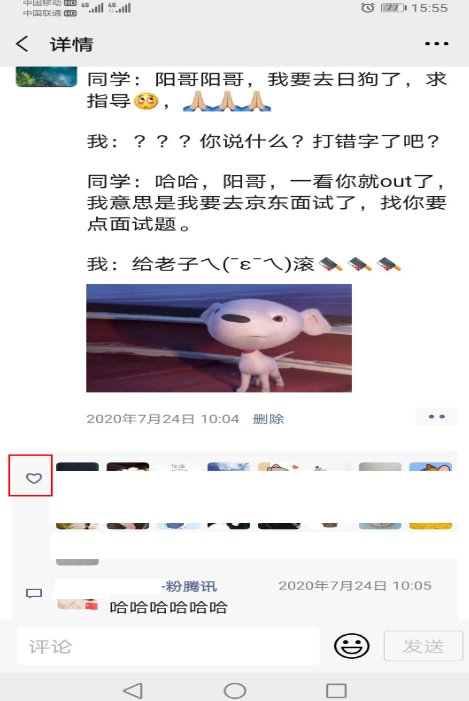 中国移动 HD 4G 4G
中国联通 HD
15:55
77
详情
同学：阳哥阳哥，我要去日狗了，求
指导🥺，🙏🙏🙏
我：？？？你说什么？打错字了吧？
同学：哈哈，阳哥，一看你就out了，
我意思是我要去京东面试了，找你要
点面试题。
我：给老子ㄟ(ˉεˉㄟ)滚🔪🔪🔪
2020年7月24日 10:04 删除
-粉腾讯 2020年7月24日 10:05
哈哈哈哈哈哈
评论
发送